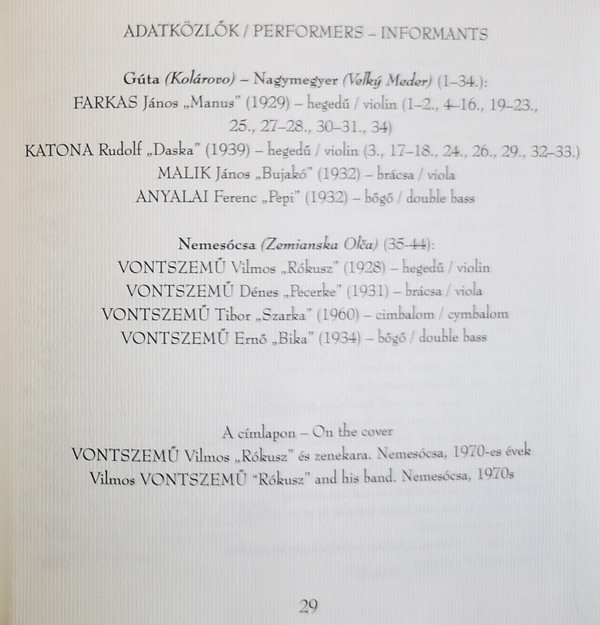 ADATKÖZLŐK / PERFORMERS – INFORMANTS
Gúta (Kolárovo) – Nagymegyer (Velký Meder) (1–34.):
FARKAS János „Manus” (1929) – hegedű / violin (1–2., 4–16., 19–23.,
25., 27–28., 30–31., 34)
KATONA Rudolf „Daska” (1939) – hegedű / violin (3., 17–18., 24., 26., 29., 32–33.)
MALIK János „Bujakó” (1932) – brácsa / viola
ANYALAI Ferenc „Pepi” (1932) – bőgő / double bass
Nemesócsa (Zemianska Olča) (35-44):
VONTSZEMŰ Vilmos „Rókusz” (1928) – hegedű / violin
VONTSZEMŰ Dénes „Pecerke” (1931) – brácsa / viola
VONTSZEMŰ Tibor „Szarka” (1960) – cimbalom / cymbalom
VONTSZEMŰ Ernő „Bika” (1934) – bőgő / double bass
A címlapon – On the cover
VONTSZEMŰ Vilmos „Rókusz” és zenekara. Nemesócsa, 1970-es évek
Vilmos VONTSZEMŰ “Rókusz” and his band. Nemesócsa, 1970s
29